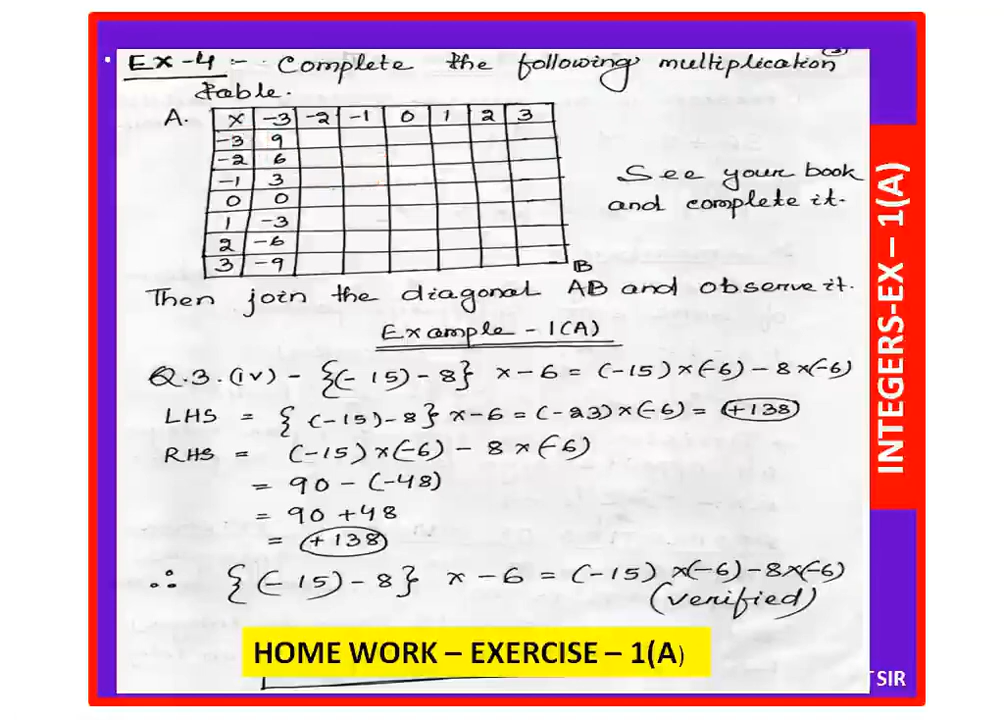 Ex-4 :- Complete the following multiplication
table.
A.
× -3 -2 -1 0 1 2 3
-3 9
-2 6
-1 3
0 0
1 -3
2 -6
3 -9
B
See your book
and complete it.
Then join the diagonal AB and observe it.
Example - 1(A)
Q.3.(iv) - {(-15)-8} × -6 = (-15)×(-6) - 8×(-6)
LHS = {(-15)-8} × -6 = (-23)×(-6) = +138
RHS = (-15)×(-6) - 8×(-6)
= 90 - (-48)
= 90 + 48
= +138
∴ {(-15)-8} × -6 = (-15) ×(-6) - 8×(-6)
(verified)
HOME WORK – EXERCISE – 1(A)
INTEGERS-EX – 1(A)
SIR